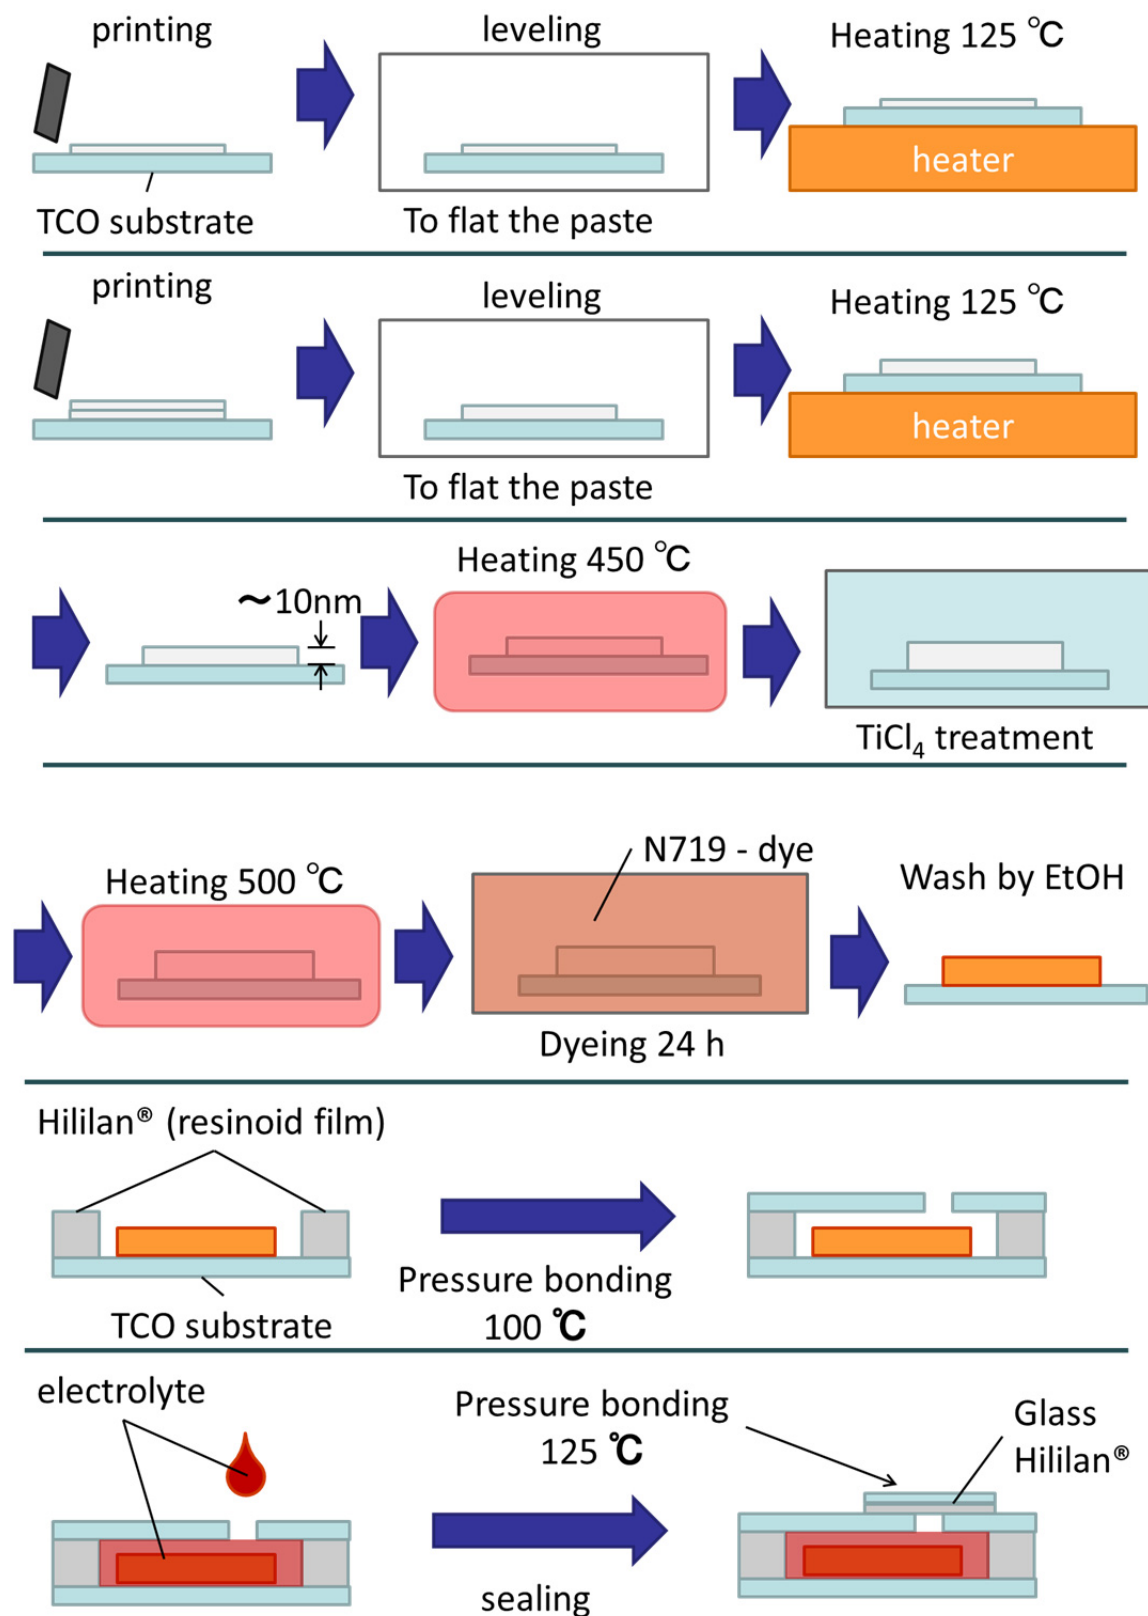 printing
leveling
Heating 125 ℃
heater
TCO substrate
To flat the paste
printing
leveling
Heating 125 ℃
heater
To flat the paste
Heating 450 ℃
～10nm
TiCl₄ treatment
N719 - dye
Heating 500 ℃
Wash by EtOH
Dyeing 24 h
Hililan® (resinoid film)
Pressure bonding
100 ℃
TCO substrate
electrolyte
Pressure bonding
125 ℃
Glass
Hililan®
sealing